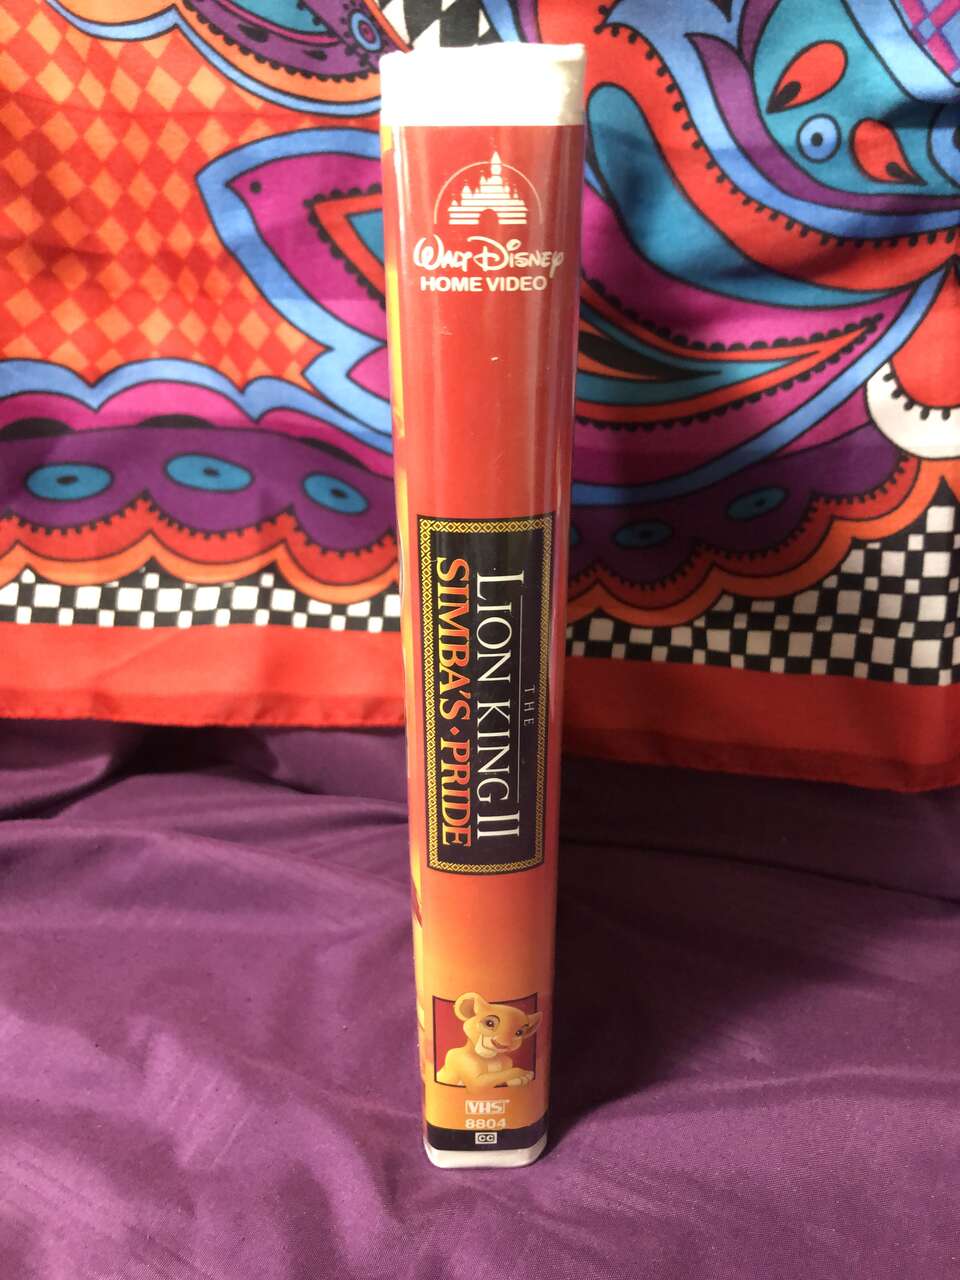 WALT DISNEY
HOME VIDEO
THE
LION KING II
SIMBA'S · PRIDE
VHS
8804
CC